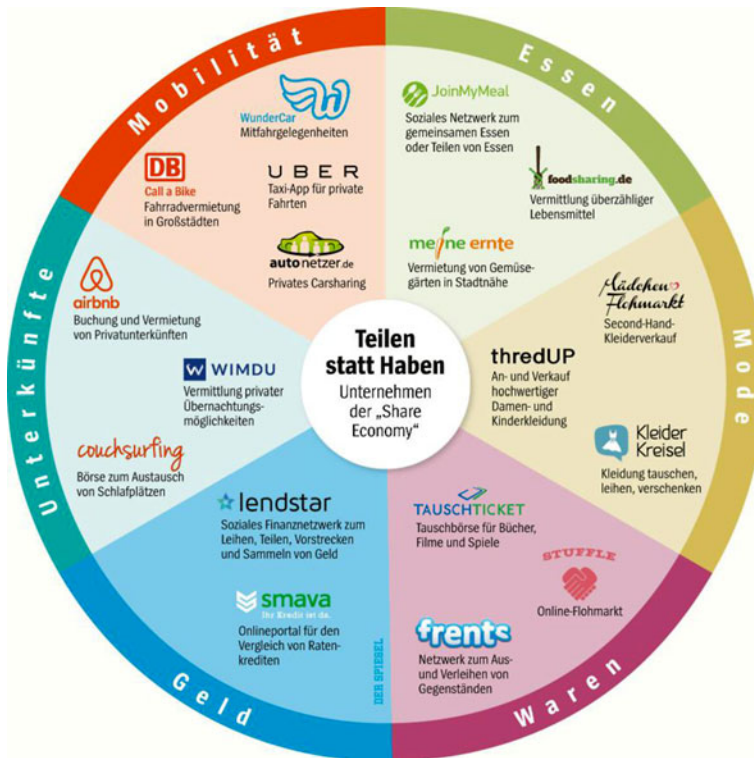 Mobilität
WunderCar
Mitfahrgelegenheiten
DB
Call a Bike
Fahrradvermietung
in Großstädten
UBER
Taxi-App für private
Fahrten
autonetzer.de
Privates Carsharing
Essen
JoinMyMeal
Soziales Netzwerk zum
gemeinsamen Essen
oder Teilen von Essen
foodsharing.de
Vermittlung überzähliger
Lebensmittel
meine ernte
Vermietung von Gemüse-
gärten in Stadtnähe
Mode
Mädchen
Flohmarkt
Second-Hand-
Kleiderverkauf
thredUP
An- und Verkauf
hochwertiger
Damen- und
Kinderkleidung
Kleider
Kreisel
Kleidung tauschen,
leihen, verschenken
Waren
TAUSCHTICKET
Tauschbörse für Bücher,
Filme und Spiele
STUFFLE
Online-Flohmarkt
frents
Netzwerk zum Aus-
und Verleihen von
Gegenständen
Geld
lendstar
Soziales Finanznetzwerk zum
Leihen, Teilen, Vorstrecken
und Sammeln von Geld
smava
Ihr Kredit ist da.
Onlineportal für den
Vergleich von Raten-
krediten
DER SPIEGEL
Unterkünfte
airbnb
Buchung und Vermietung
von Privatunterkünften
W WIMDU
Vermittlung privater
Übernachtungs-
möglichkeiten
couchsurfing
Börse zum Austausch
von Schlafplätzen
Teilen
statt Haben
Unternehmen
der „Share
Economy“